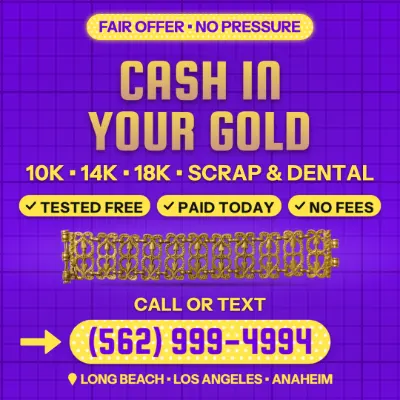 FAIR OFFER ▪ NO PRESSURE
CASH IN
YOUR GOLD
10K ▪ 14K ▪ 18K ▪ SCRAP & DENTAL
✓ TESTED FREE ✓ PAID TODAY ✓ NO FEES
CALL OR TEXT
(562) 999-4994
LONG BEACH ▪ LOS ANGELES ▪ ANAHEIM